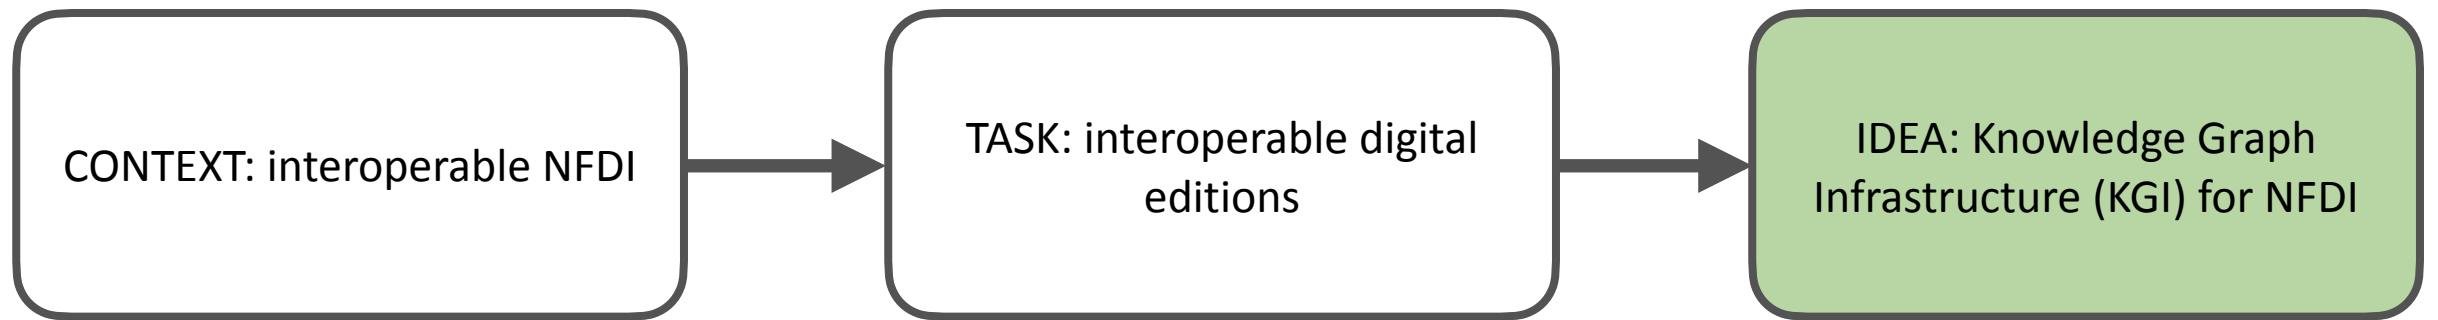 CONTEXT: interoperable NFDI
TASK: interoperable digital
editions
IDEA: Knowledge Graph
Infrastructure (KGI) for NFDI